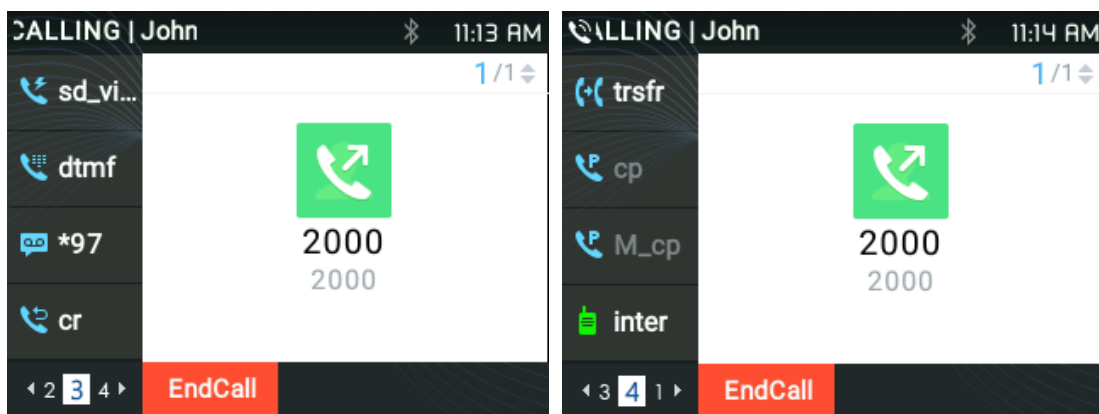 CALLING | John 11:13 AM
1/1
sd_vi...
dtmf
*97
2000
2000
cr
2 3 4 EndCall
ALLING | John 11:14 AM
1/1
trsfr
cp
M_cp
2000
2000
inter
3 4 1 EndCall